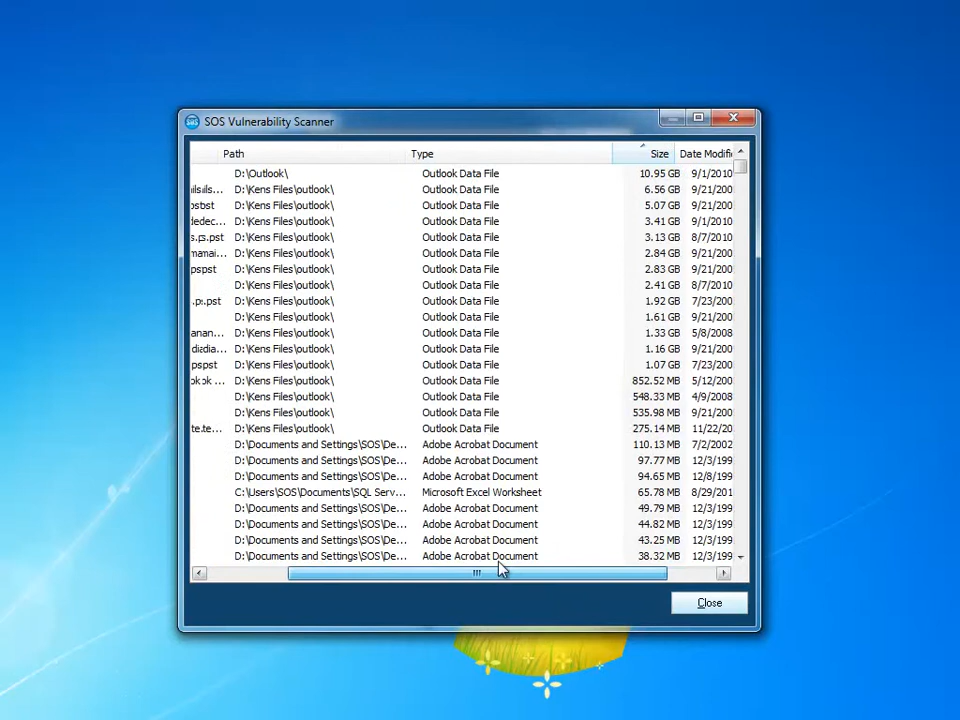 SOS SOS Vulnerability Scanner
Path Type Size Date Modifi
D:\Outlook\ Outlook Data File 10.95 GB 9/1/2010
D:\Kens Files\outlook\ Outlook Data File 6.56 GB 9/21/200
D:\Kens Files\outlook\ Outlook Data File 5.07 GB 9/21/200
D:\Kens Files\outlook\ Outlook Data File 3.41 GB 9/1/2010
s.ps.pst D:\Kens Files\outlook\ Outlook Data File 3.13 GB 8/7/2010
D:\Kens Files\outlook\ Outlook Data File 2.84 GB 9/21/200
pspst D:\Kens Files\outlook\ Outlook Data File 2.83 GB 9/21/200
D:\Kens Files\outlook\ Outlook Data File 2.41 GB 8/7/2010
D:\Kens Files\outlook\ Outlook Data File 1.92 GB 7/23/200
D:\Kens Files\outlook\ Outlook Data File 1.61 GB 9/21/200
anan... D:\Kens Files\outlook\ Outlook Data File 1.33 GB 5/8/2008
D:\Kens Files\outlook\ Outlook Data File 1.16 GB 9/21/200
pspst D:\Kens Files\outlook\ Outlook Data File 1.07 GB 7/23/200
D:\Kens Files\outlook\ Outlook Data File 852.52 MB 5/12/200
D:\Kens Files\outlook\ Outlook Data File 548.33 MB 4/9/2008
D:\Kens Files\outlook\ Outlook Data File 535.98 MB 9/21/200
te.te... D:\Kens Files\outlook\ Outlook Data File 275.14 MB 11/22/20
D:\Documents and Settings\SOS\De... Adobe Acrobat Document 110.13 MB 7/2/2002
D:\Documents and Settings\SOS\De... Adobe Acrobat Document 97.77 MB 12/3/199
D:\Documents and Settings\SOS\De... Adobe Acrobat Document 94.65 MB 12/8/199
C:\Users\SOS\Documents\SQL Serv... Microsoft Excel Worksheet 65.78 MB 8/29/201
D:\Documents and Settings\SOS\De... Adobe Acrobat Document 49.79 MB 12/3/199
D:\Documents and Settings\SOS\De... Adobe Acrobat Document 44.82 MB 12/3/199
D:\Documents and Settings\SOS\De... Adobe Acrobat Document 43.25 MB 12/3/199
D:\Documents and Settings\SOS\De... Adobe Acrobat Document 38.32 MB 12/3/199
Close